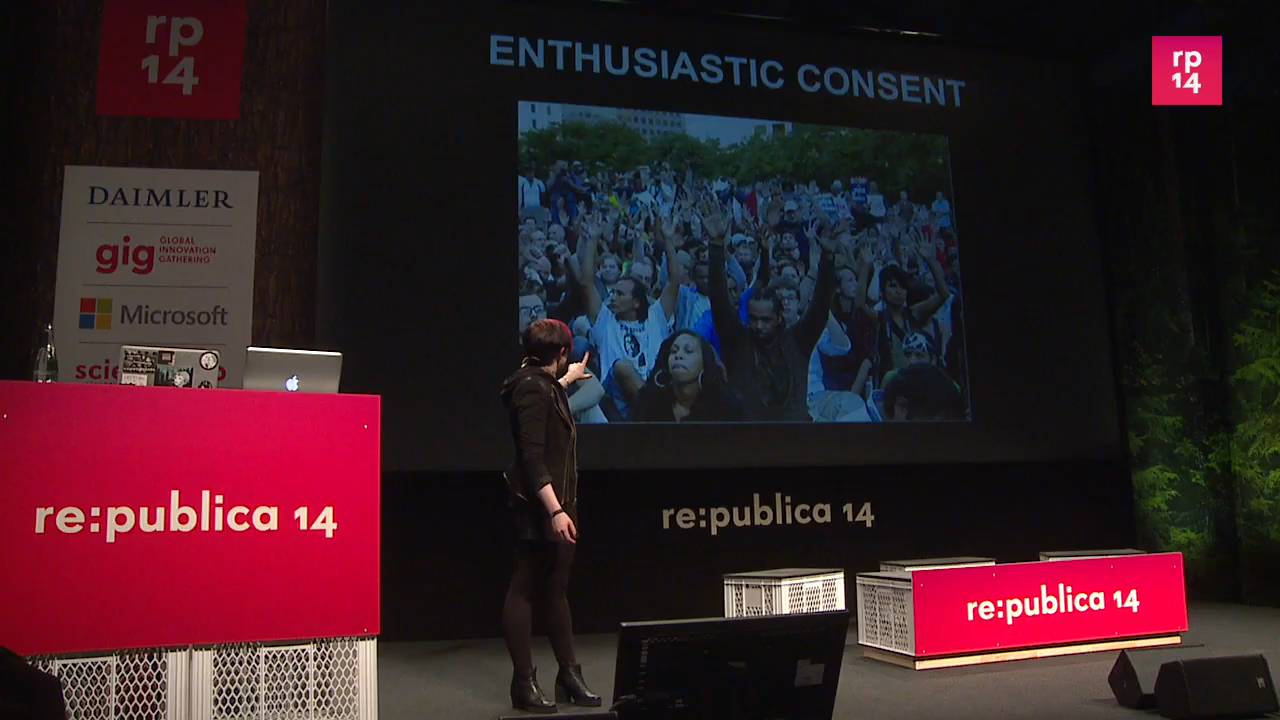 rp
14
ENTHUSIASTIC CONSENT
rp
14
DAIMLER
gig GLOBAL
INNOVATION
GATHERING
Microsoft
re:publica 14
re:publica 14
re:publica 14